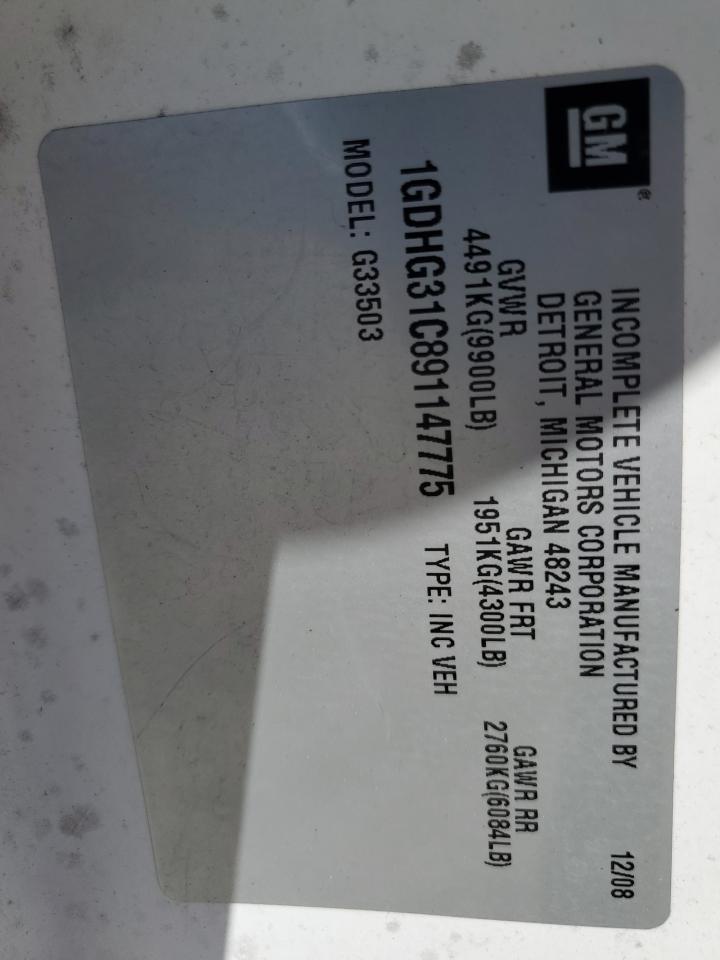 GM®
INCOMPLETE VEHICLE MANUFACTURED BY 12/08
GENERAL MOTORS CORPORATION
DETROIT, MICHIGAN 48243
GVWR GAWR FRT GAWR RR
4491KG(9900LB) 1951KG(4300LB) 2760KG(6084LB)
1GDHG31C891147775 TYPE: INC VEH
MODEL: G33503